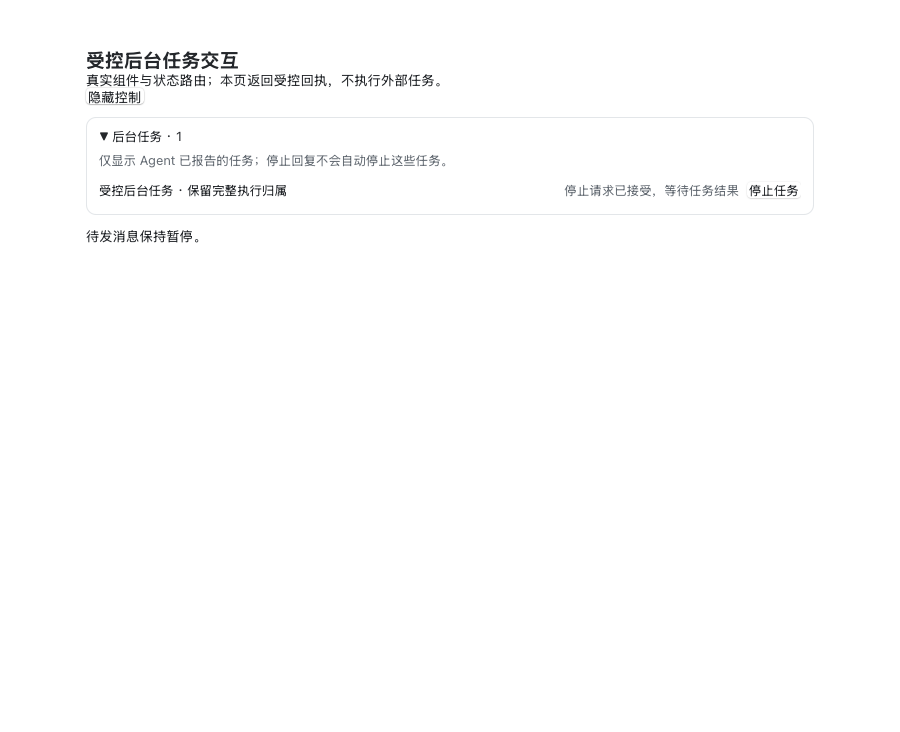 受控后台任务交互
真实组件与状态路由；本页返回受控回执，不执行外部任务。
隐藏控制
▼ 后台任务 · 1
仅显示 Agent 已报告的任务；停止回复不会自动停止这些任务。
受控后台任务 · 保留完整执行归属 停止请求已接受，等待任务结果 停止任务
待发消息保持暂停。